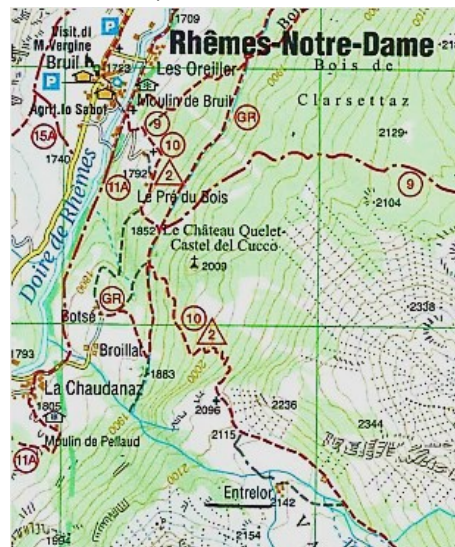 1709
P
Visit. di
M. Vergine
Bruil
1723
Rhêmes-Notre-Dame
Bois de
Clarsettaz
Les Oreiller
P
Agrit. lo Sabot
Moulin de Bruil
15A
1740
9
10
GR
2129
1792
2
11A
Le Pré du Bois
9
2104
1852
Le Château Quelet-
Castel del Cucco
2009
Doire de Rhêmes
GR
10
2
2338
Botse
1793
Broillat
1883
2000
La Chaudanaz
1805
Moulin de Pellaud
2096
2236
2115
2344
11A
2100
Entrelor
2142
2154
1994